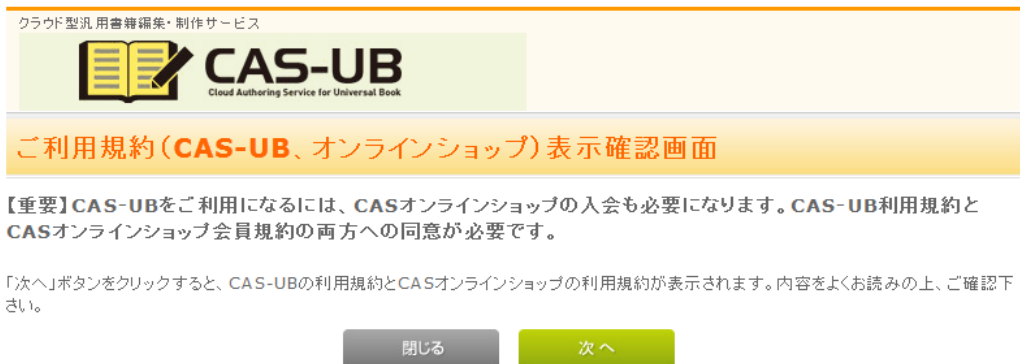 クラウド型汎用書籍編集・制作サービス
CAS-UB
Cloud Authoring Service for Universal Book
ご利用規約(CAS-UB、オンラインショップ)表示確認画面
【重要】CAS-UBをご利用になるには、CASオンラインショップの入会も必要になります。CAS-UB利用規約と
CASオンラインショップ会員規約の両方への同意が必要です。
「次へ」ボタンをクリックすると、CAS-UBの利用規約とCASオンラインショップの利用規約が表示されます。内容をよくお読みの上、ご確認下
さい。
閉じる
次へ